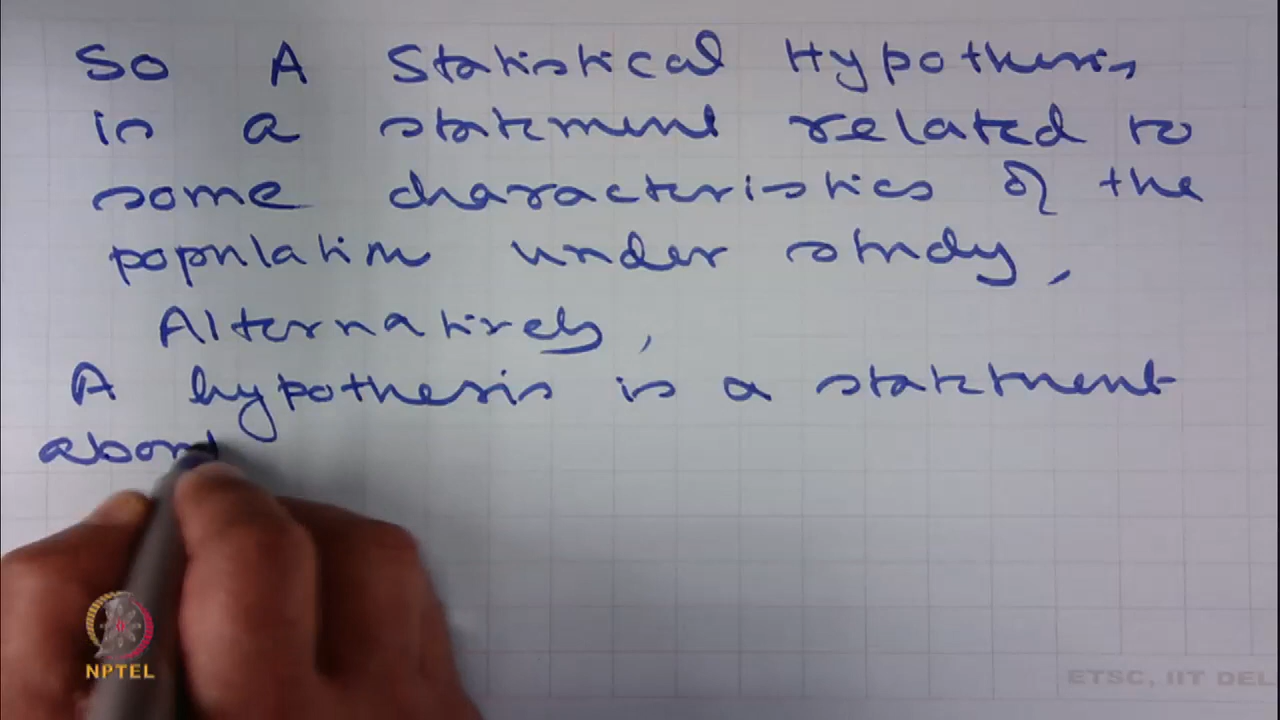 So A Statistical Hypothesis
is a statement related to
some characteristics of the
population under study,
Alternatively,
A hypothesis is a statement
about
NPTEL
ETSC, IIT DEL